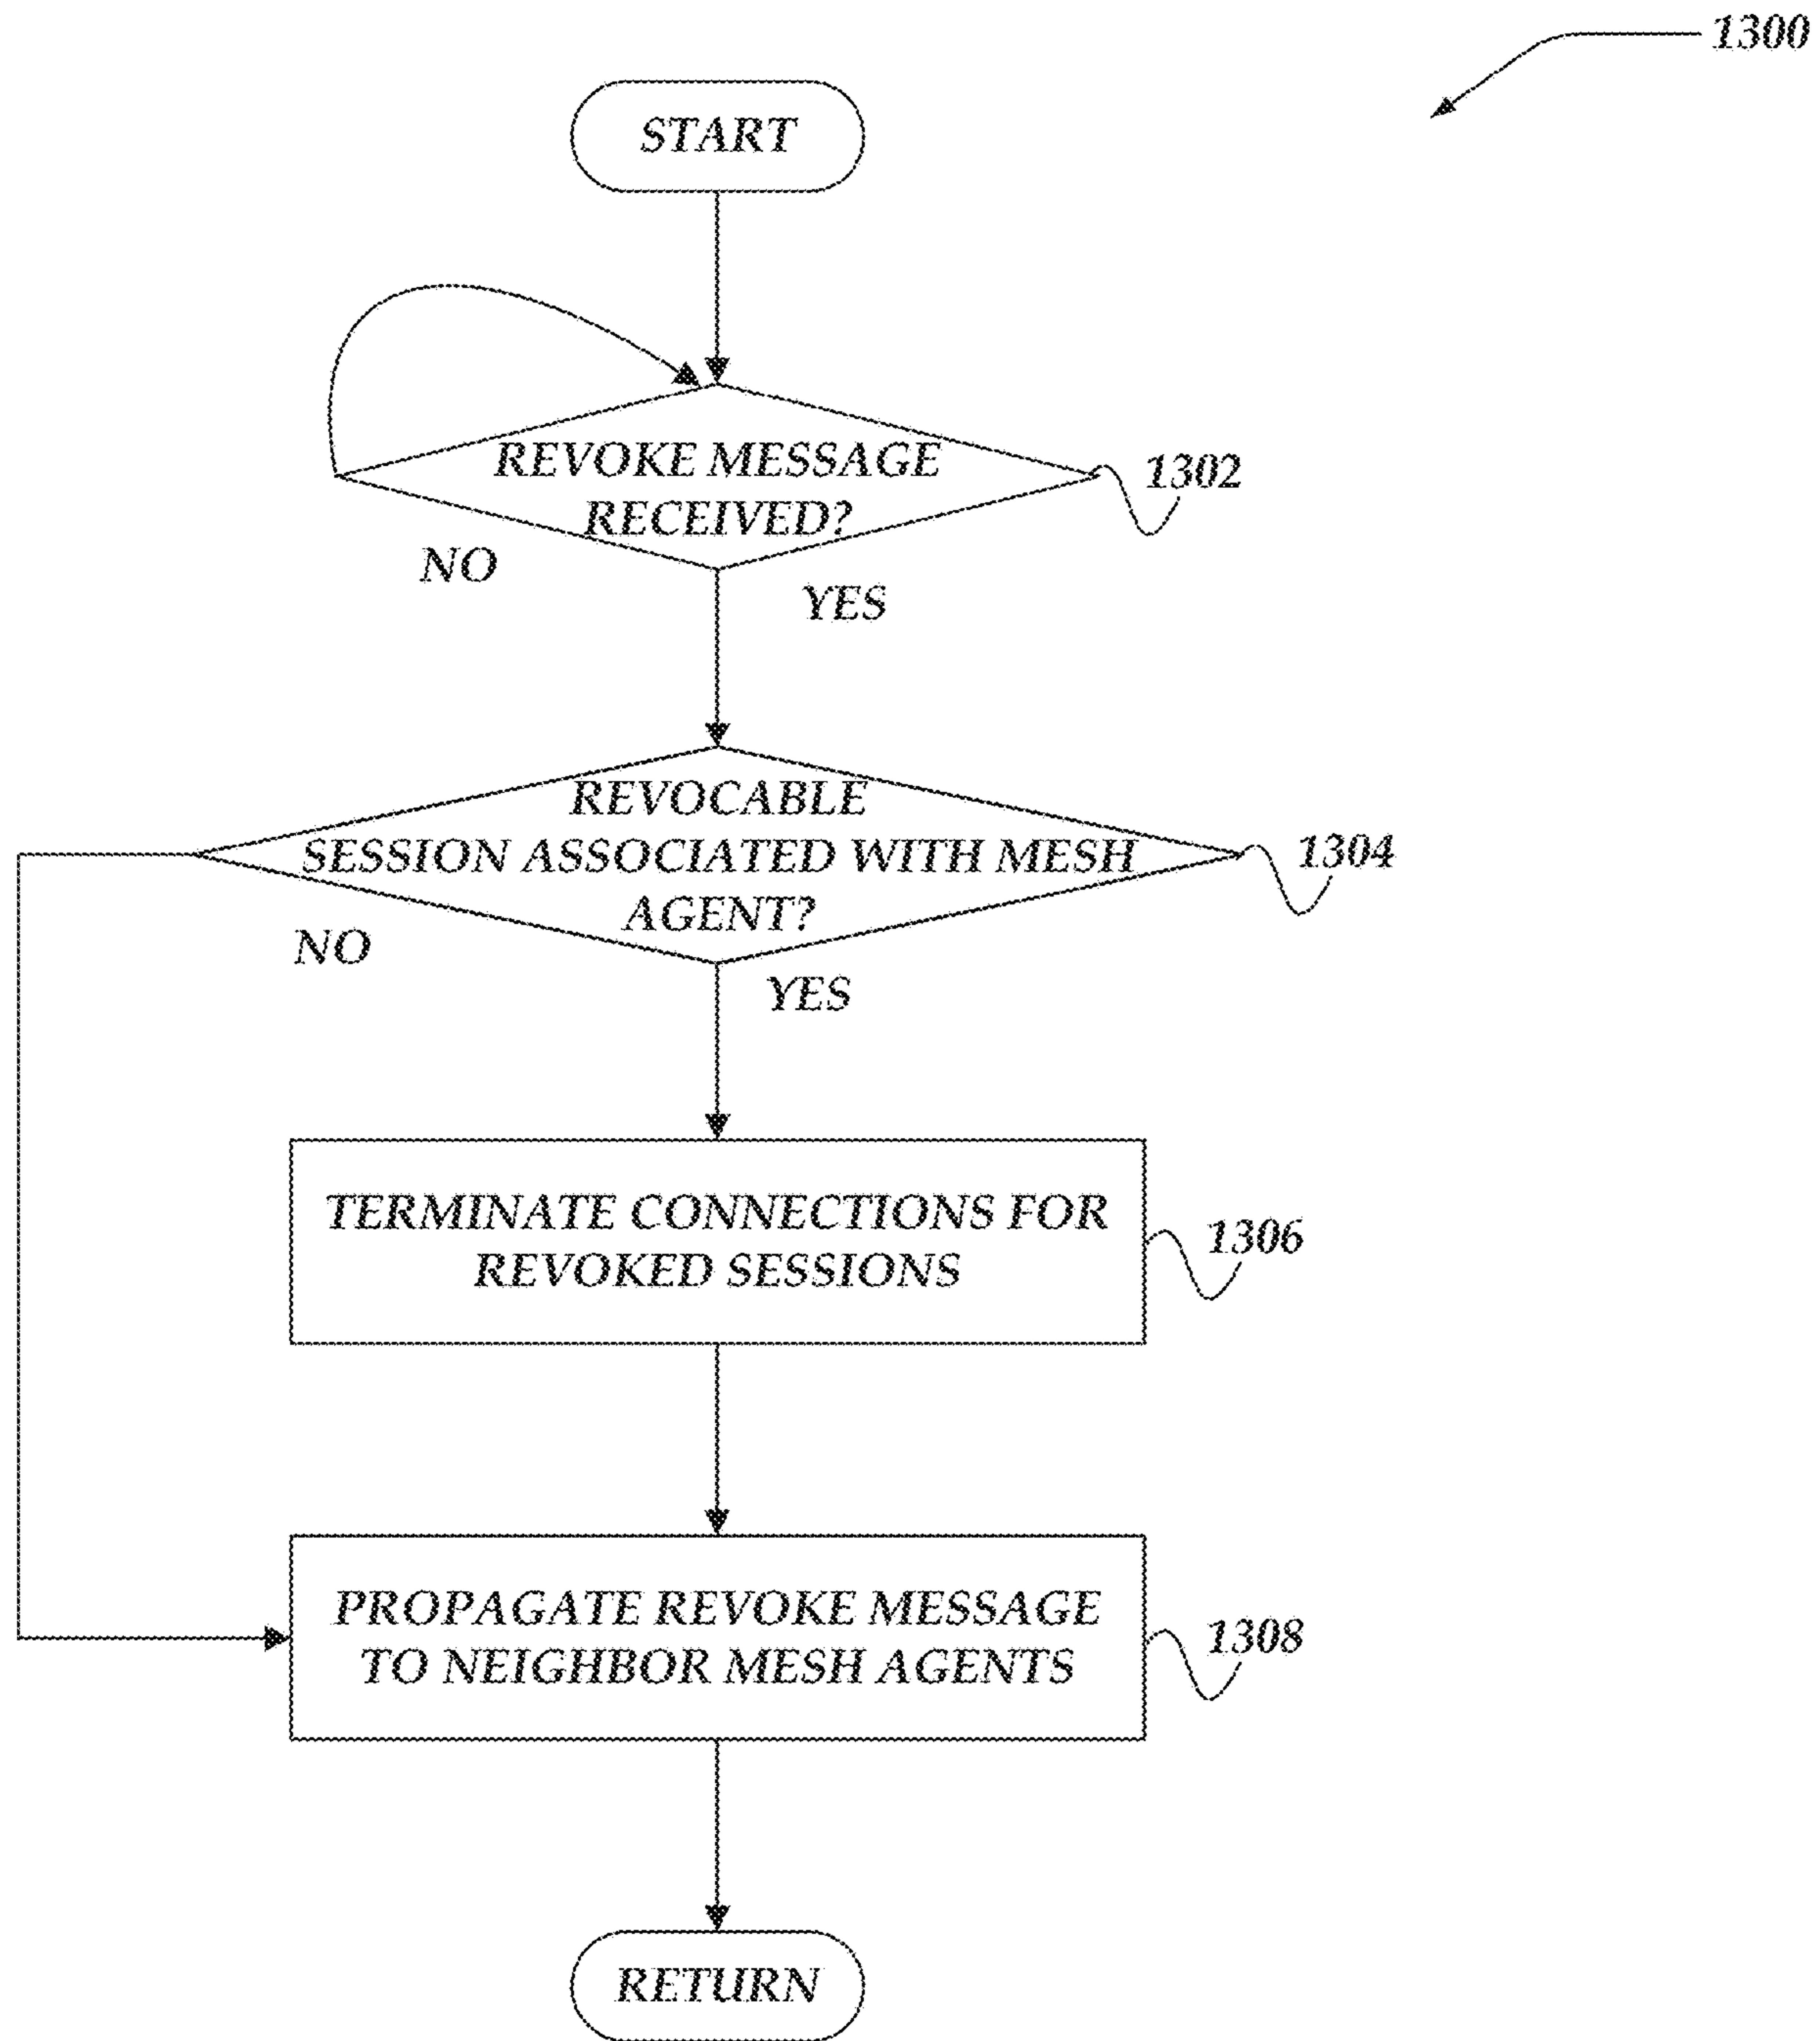 1300
START
REVOKE MESSAGE
RECEIVED?
1302
NO
YES
REVOCABLE
SESSION ASSOCIATED WITH MESH
AGENT?
1304
NO
YES
TERMINATE CONNECTIONS FOR
REVOKED SESSIONS
1306
PROPAGATE REVOKE MESSAGE
TO NEIGHBOR MESH AGENTS
1308
RETURN